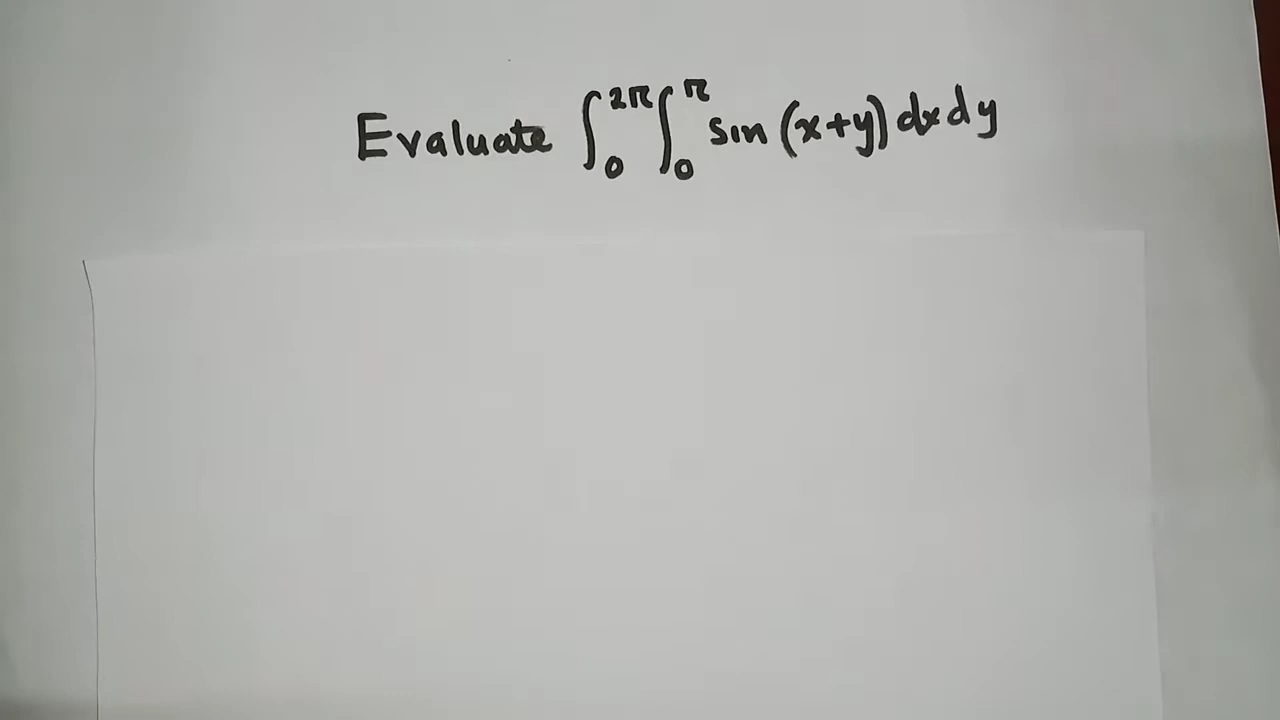 Evaluate ∫₀^{2π} ∫₀^{π} sin (x+y) dx dy